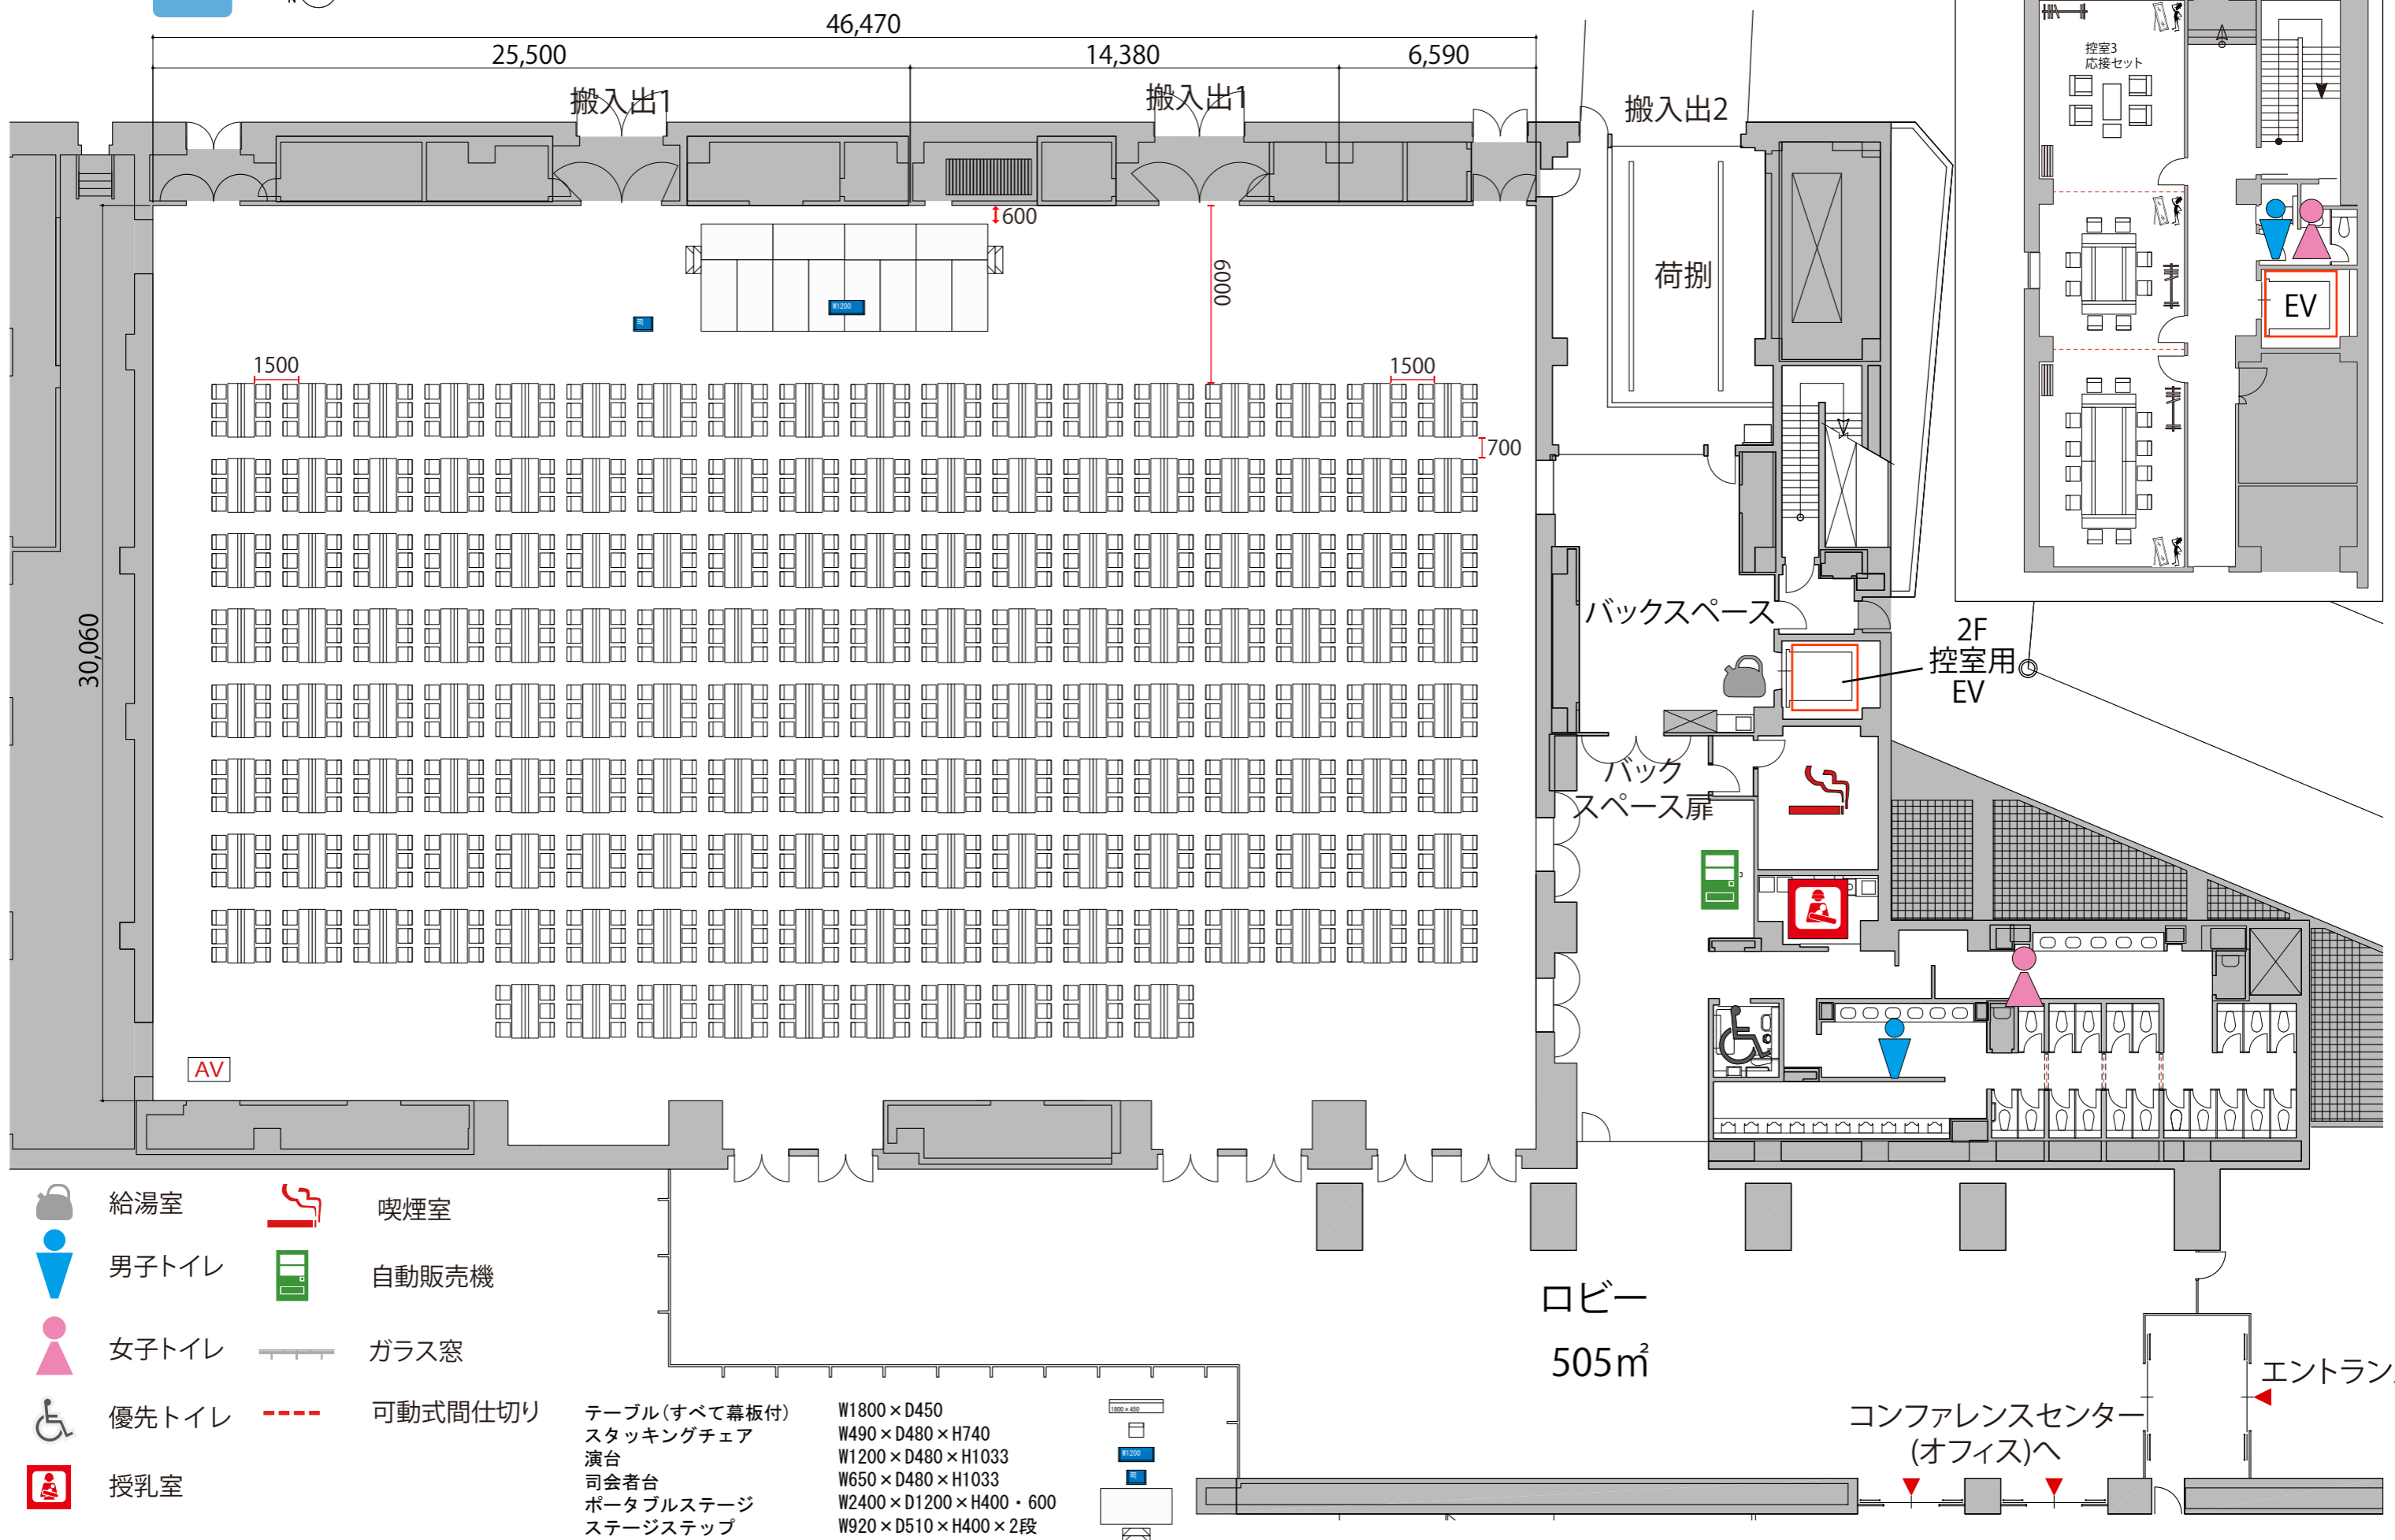 N
46,470
25,500
14,380
6,590
搬入出1
搬入出1
搬入出2
控室3
応接セット
600
6000
荷捌
EV
W1200
司
1500
1500
700
30,060
バックスペース
2F
控室用
EV
バック
スペース扉
AV
給湯室
喫煙室
男子トイレ
自動販売機
女子トイレ
ガラス窓
優先トイレ
可動式間仕切り
授乳室
ロビー
505㎡
エントラン
コンファレンスセンター
(オフィス)へ
テーブル(すべて幕板付) W1800×D450 1800×450
スタッキングチェア W490×D480×H740
演台 W1200×D480×H1033 W1200
司会者台 W650×D480×H1033 司
ポータブルステージ W2400×D1200×H400・600
ステージステップ W920×D510×H400×2段